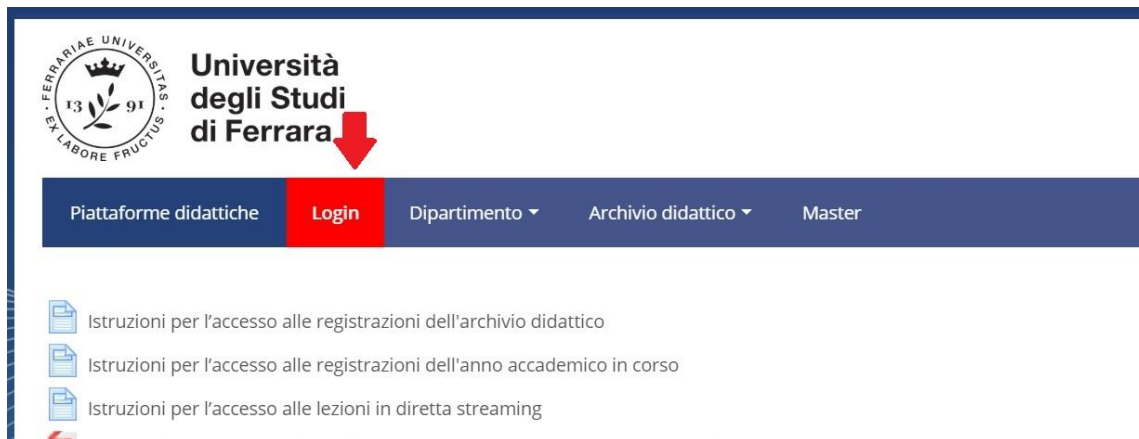 FERRARIAE UNIVERSITAS
EX LABORE FRUCTUS
13 91
Università
degli Studi
di Ferrara
Piattaforme didattiche Login Dipartimento Archivio didattico Master
Istruzioni per l’accesso alle registrazioni dell'archivio didattico
Istruzioni per l’accesso alle registrazioni dell'anno accademico in corso
Istruzioni per l’accesso alle lezioni in diretta streaming